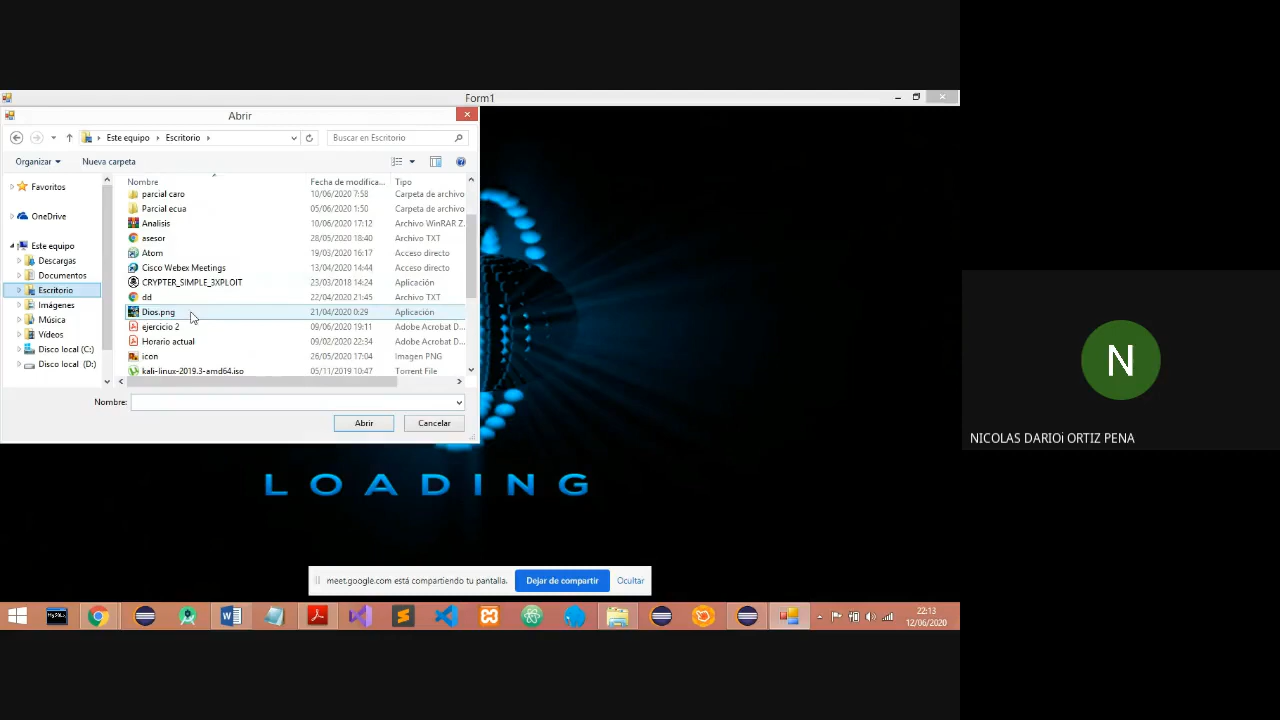 Form1
Abrir
Este equipo
Escritorio
Buscar en Escritorio
Organizar
Nueva carpeta
Nombre
Fecha de modifica...
Tipo
parcial caro
10/06/2020 7:58
Carpeta de archivo
Parcial ecua
05/06/2020 1:50
Carpeta de archivo
Analisis
10/06/2020 17:12
Archivo WinRAR Z...
asesor
28/05/2020 18:40
Archivo TXT
Atom
19/03/2020 16:17
Acceso directo
Cisco Webex Meetings
13/04/2020 14:44
Acceso directo
CRYPTER_SIMPLE_3XPLOIT
23/03/2018 14:24
Aplicación
dd
22/04/2020 21:45
Archivo TXT
Dios.png
21/04/2020 0:29
Aplicación
ejercicio 2
09/06/2020 19:11
Adobe Acrobat D...
Horario actual
09/02/2020 22:34
Adobe Acrobat D...
icon
26/05/2020 17:04
Imagen PNG
kali-linux-2019.3-amd64.iso
05/11/2019 10:47
Torrent File
Favoritos
OneDrive
Este equipo
Descargas
Documentos
Escritorio
Imágenes
Música
Vídeos
Disco local (C:)
Disco local (D:)
Nombre:
Abrir
Cancelar
LOADING
meet.google.com está compartiendo tu pantalla.
Dejar de compartir
Ocultar
22:13
12/06/2020
N
NICOLAS DARIOi ORTIZ PENA